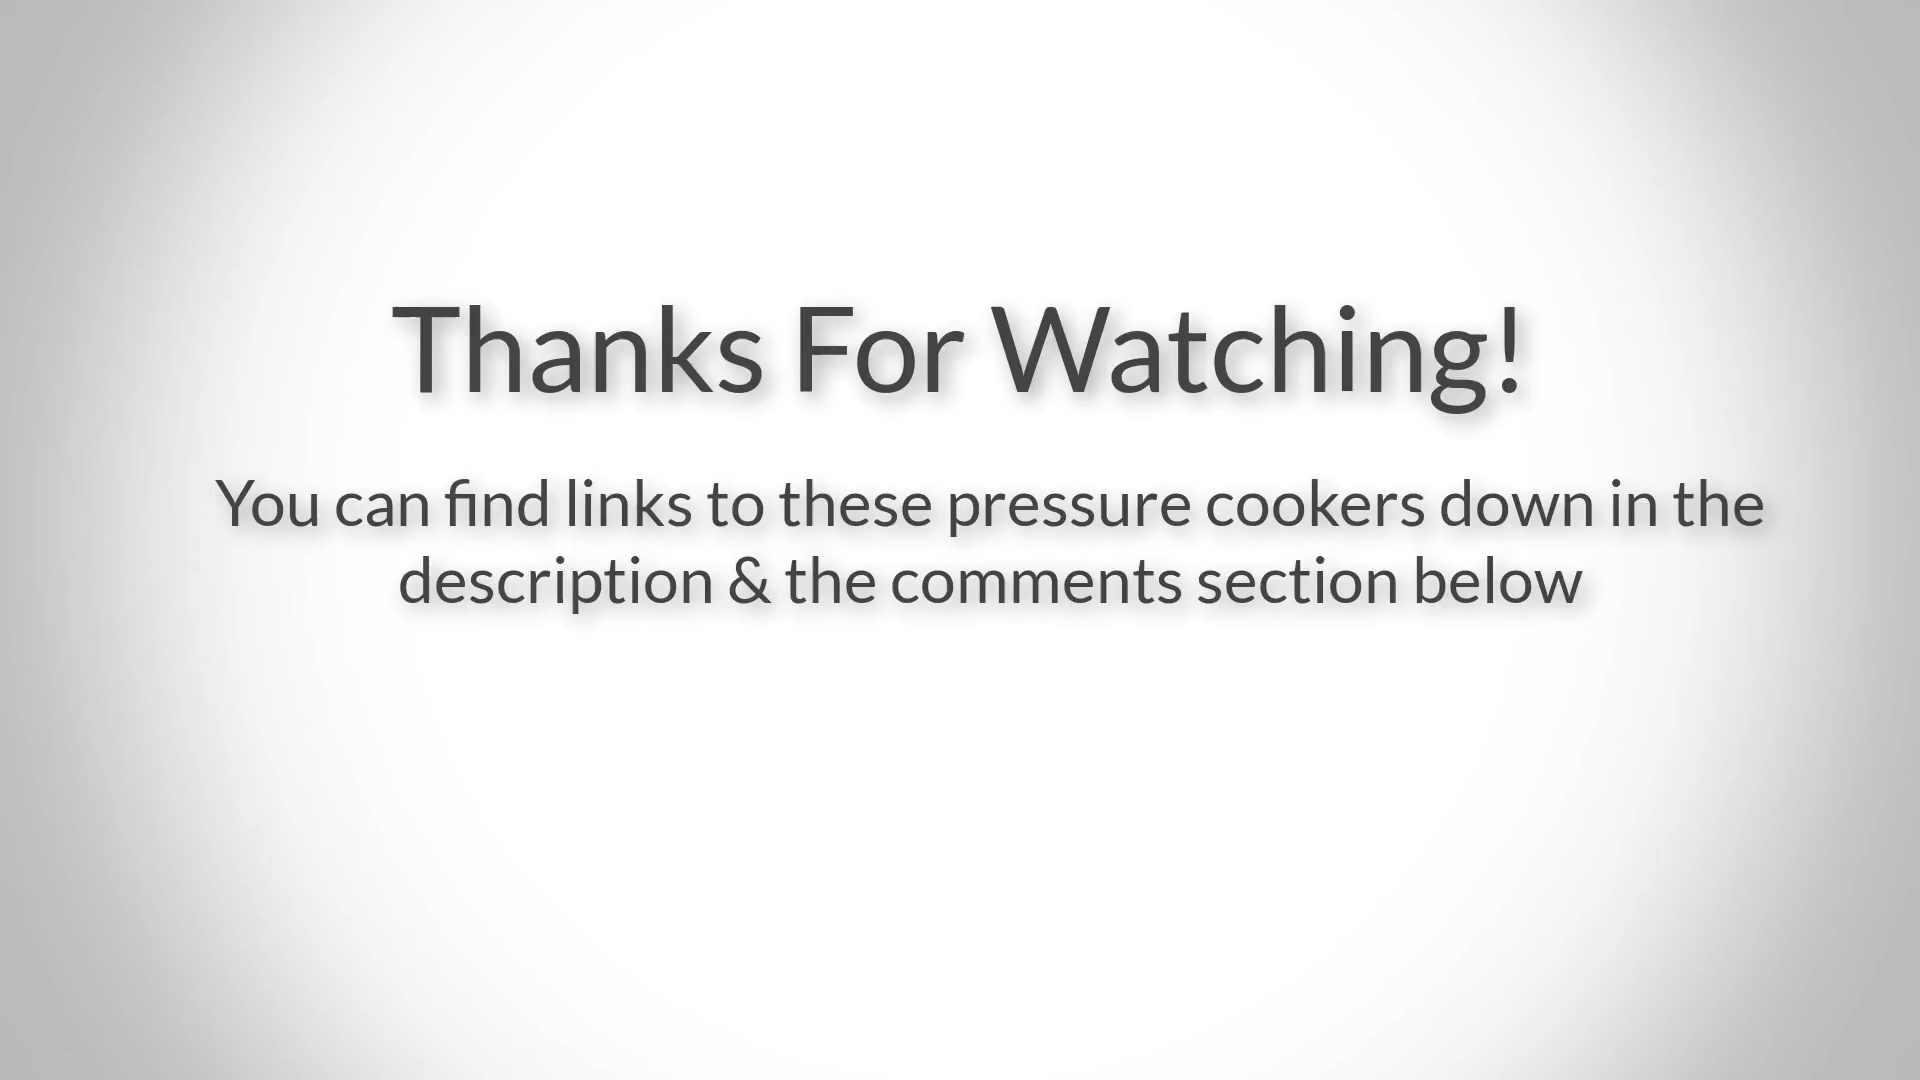 Thanks For Watching!
You can find links to these pressure cookers down in the
description & the comments section below